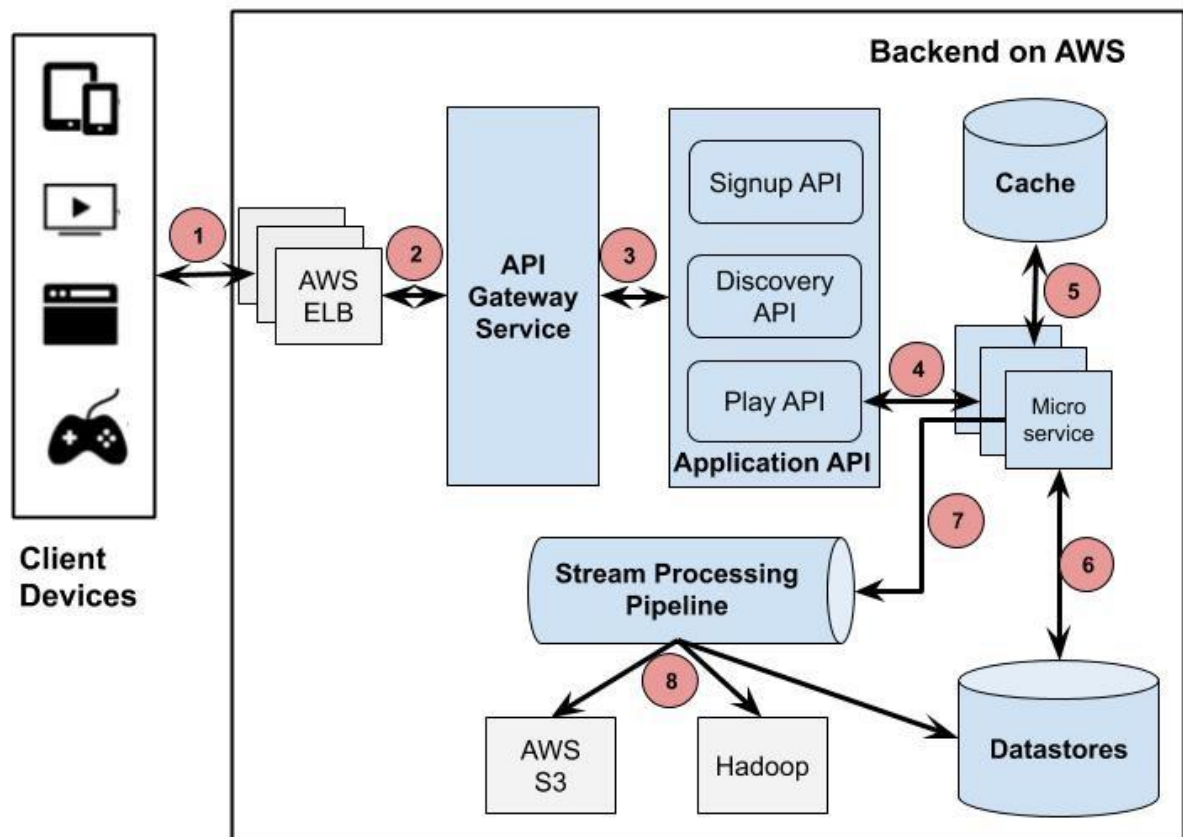 Backend on AWS
Client
Devices
1
AWS
ELB
2
API
Gateway
Service
3
Signup API
Discovery
API
Play API
Application API
4
Cache
5
Micro
service
6
7
Stream Processing
Pipeline
8
AWS
S3
Hadoop
Datastores